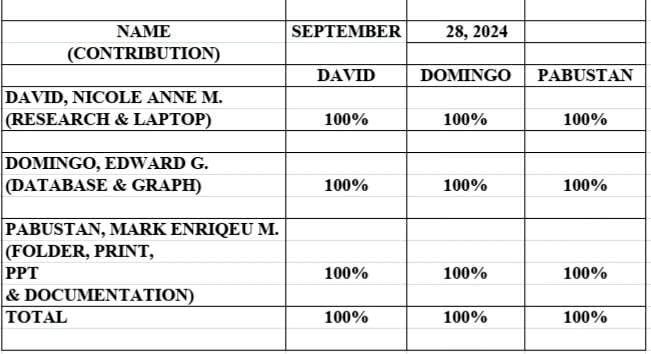 NAME SEPTEMBER 28, 2024
(CONTRIBUTION)
DAVID DOMINGO PABUSTAN
DAVID, NICOLE ANNE M.
(RESEARCH & LAPTOP) 100% 100% 100%
DOMINGO, EDWARD G.
(DATABASE & GRAPH) 100% 100% 100%
PABUSTAN, MARK ENRIQEU M.
(FOLDER, PRINT,
PPT 100% 100% 100%
& DOCUMENTATION)
TOTAL 100% 100% 100%